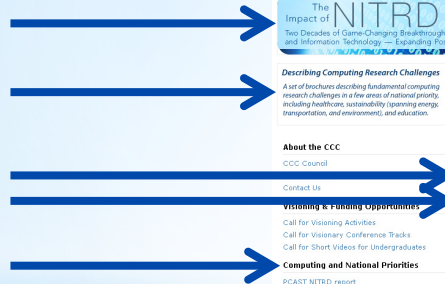 The
Impact of NITRD
Two Decades of Game-Changing Breakthrough
and Information Technology — Expanding Pos
Describing Computing Research Challenges
A set of brochures describing fundamental computing
research challenges in a few areas of national priority,
including healthcare, sustainability (spanning energy,
transportation, and environment), and education.
About the CCC
CCC Council
Contact Us
Visioning & Funding Opportunities
Call for Visioning Activities
Call for Visionary Conference Tracks
Call for Short Videos for Undergraduates
Computing and National Priorities
PCAST NITRD report